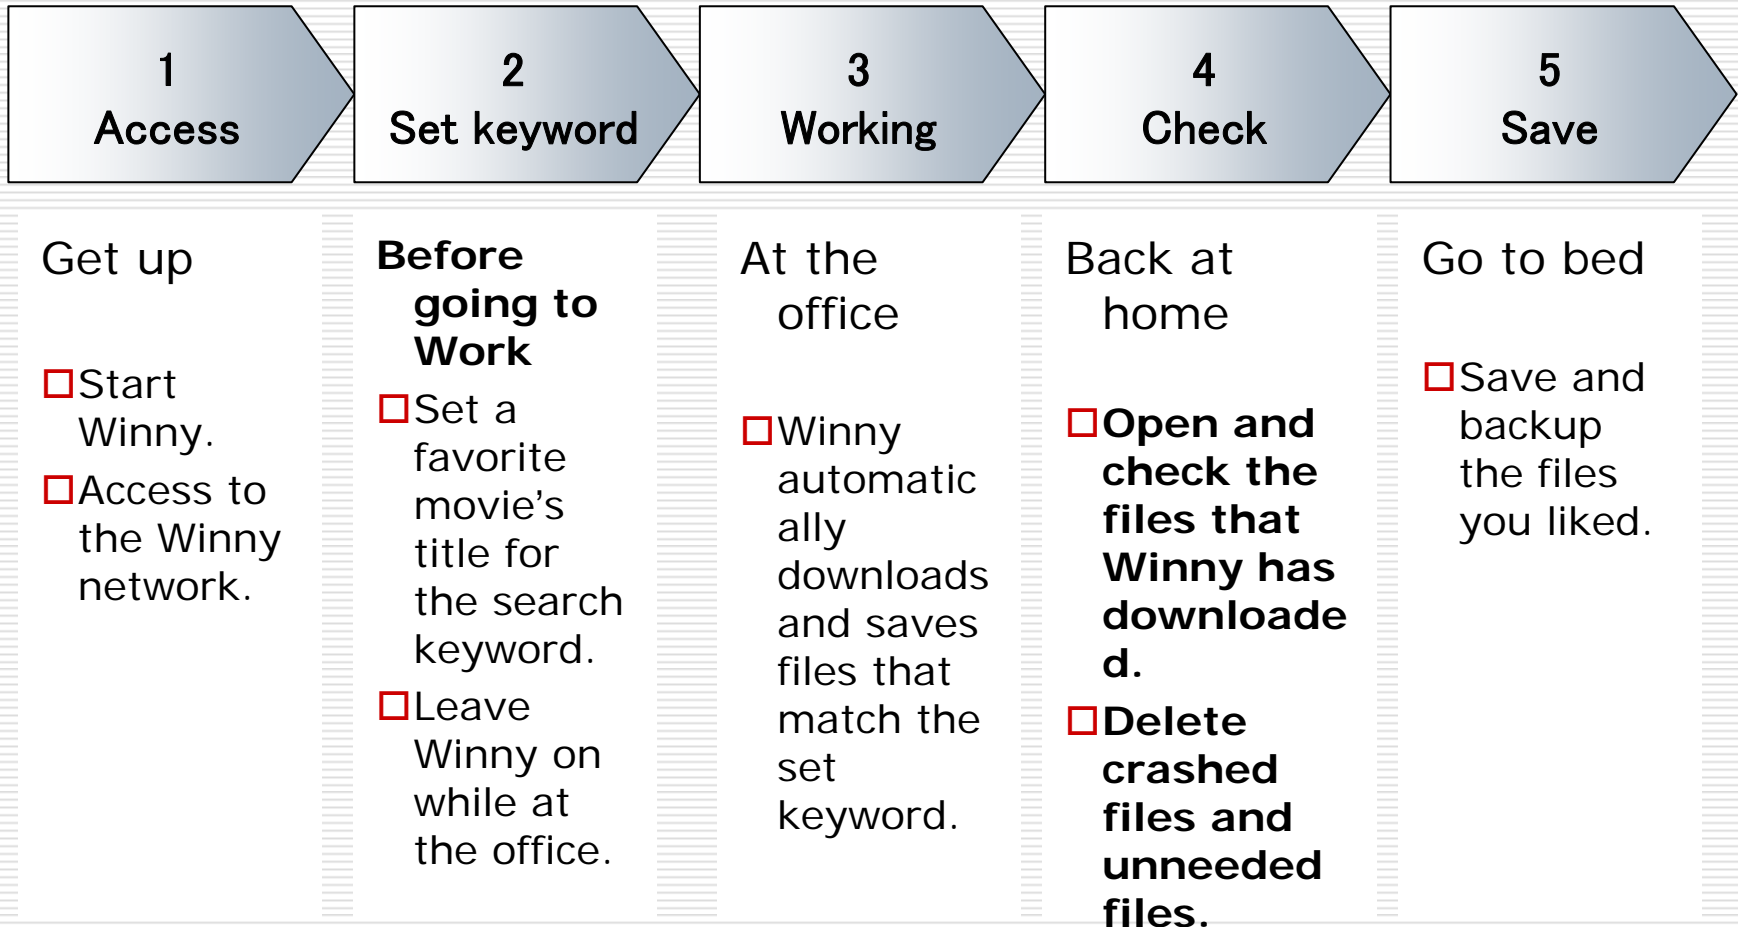 1
Access
2
Set keyword
3
Working
4
Check
5
Save
Get up
Start
Winny.
Access to
the Winny
network.
Before
going to
Work
Set a
favorite
movie’s
title for
the search
keyword.
Leave
Winny on
while at
the office.
At the
office
Winny
automatic
ally
downloads
and saves
files that
match the
set
keyword.
Back at
home
Open and
check the
files that
Winny has
downloade
d.
Delete
crashed
files and
unneeded
files.
Go to bed
Save and
backup
the files
you liked.